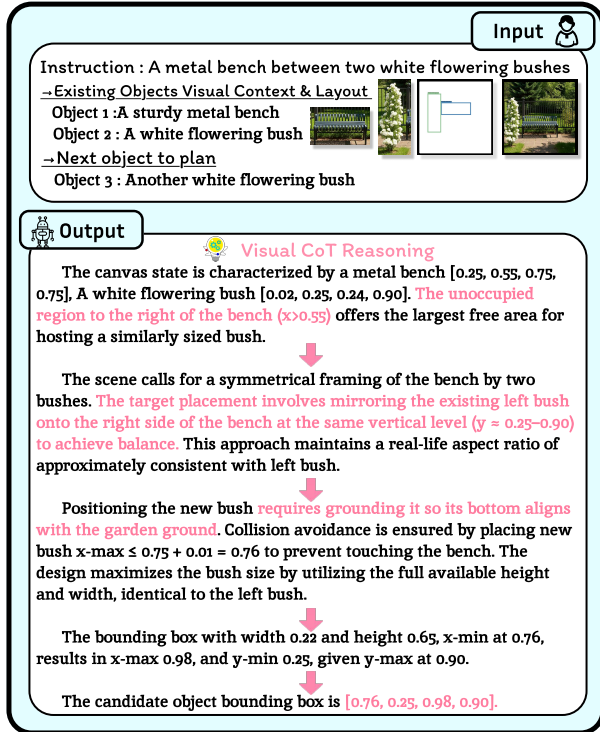 Input
Instruction : A metal bench between two white flowering bushes
→Existing Objects Visual Context & Layout
Object 1 :A sturdy metal bench
Object 2 : A white flowering bush
→Next object to plan
Object 3 : Another white flowering bush
Output
Visual CoT Reasoning
The canvas state is characterized by a metal bench [0.25, 0.55, 0.75,
0.75], A white flowering bush [0.02, 0.25, 0.24, 0.90]. The unoccupied
region to the right of the bench (x>0.55) offers the largest free area for
hosting a similarly sized bush.
The scene calls for a symmetrical framing of the bench by two
bushes. The target placement involves mirroring the existing left bush
onto the right side of the bench at the same vertical level (y ≈ 0.25–0.90)
to achieve balance. This approach maintains a real-life aspect ratio of
approximately consistent with left bush.
Positioning the new bush requires grounding it so its bottom aligns
with the garden ground. Collision avoidance is ensured by placing new
bush x-max ≤ 0.75 + 0.01 = 0.76 to prevent touching the bench. The
design maximizes the bush size by utilizing the full available height
and width, identical to the left bush.
The bounding box with width 0.22 and height 0.65, x-min at 0.76,
results in x-max 0.98, and y-min 0.25, given y-max at 0.90.
The candidate object bounding box is [0.76, 0.25, 0.98, 0.90].